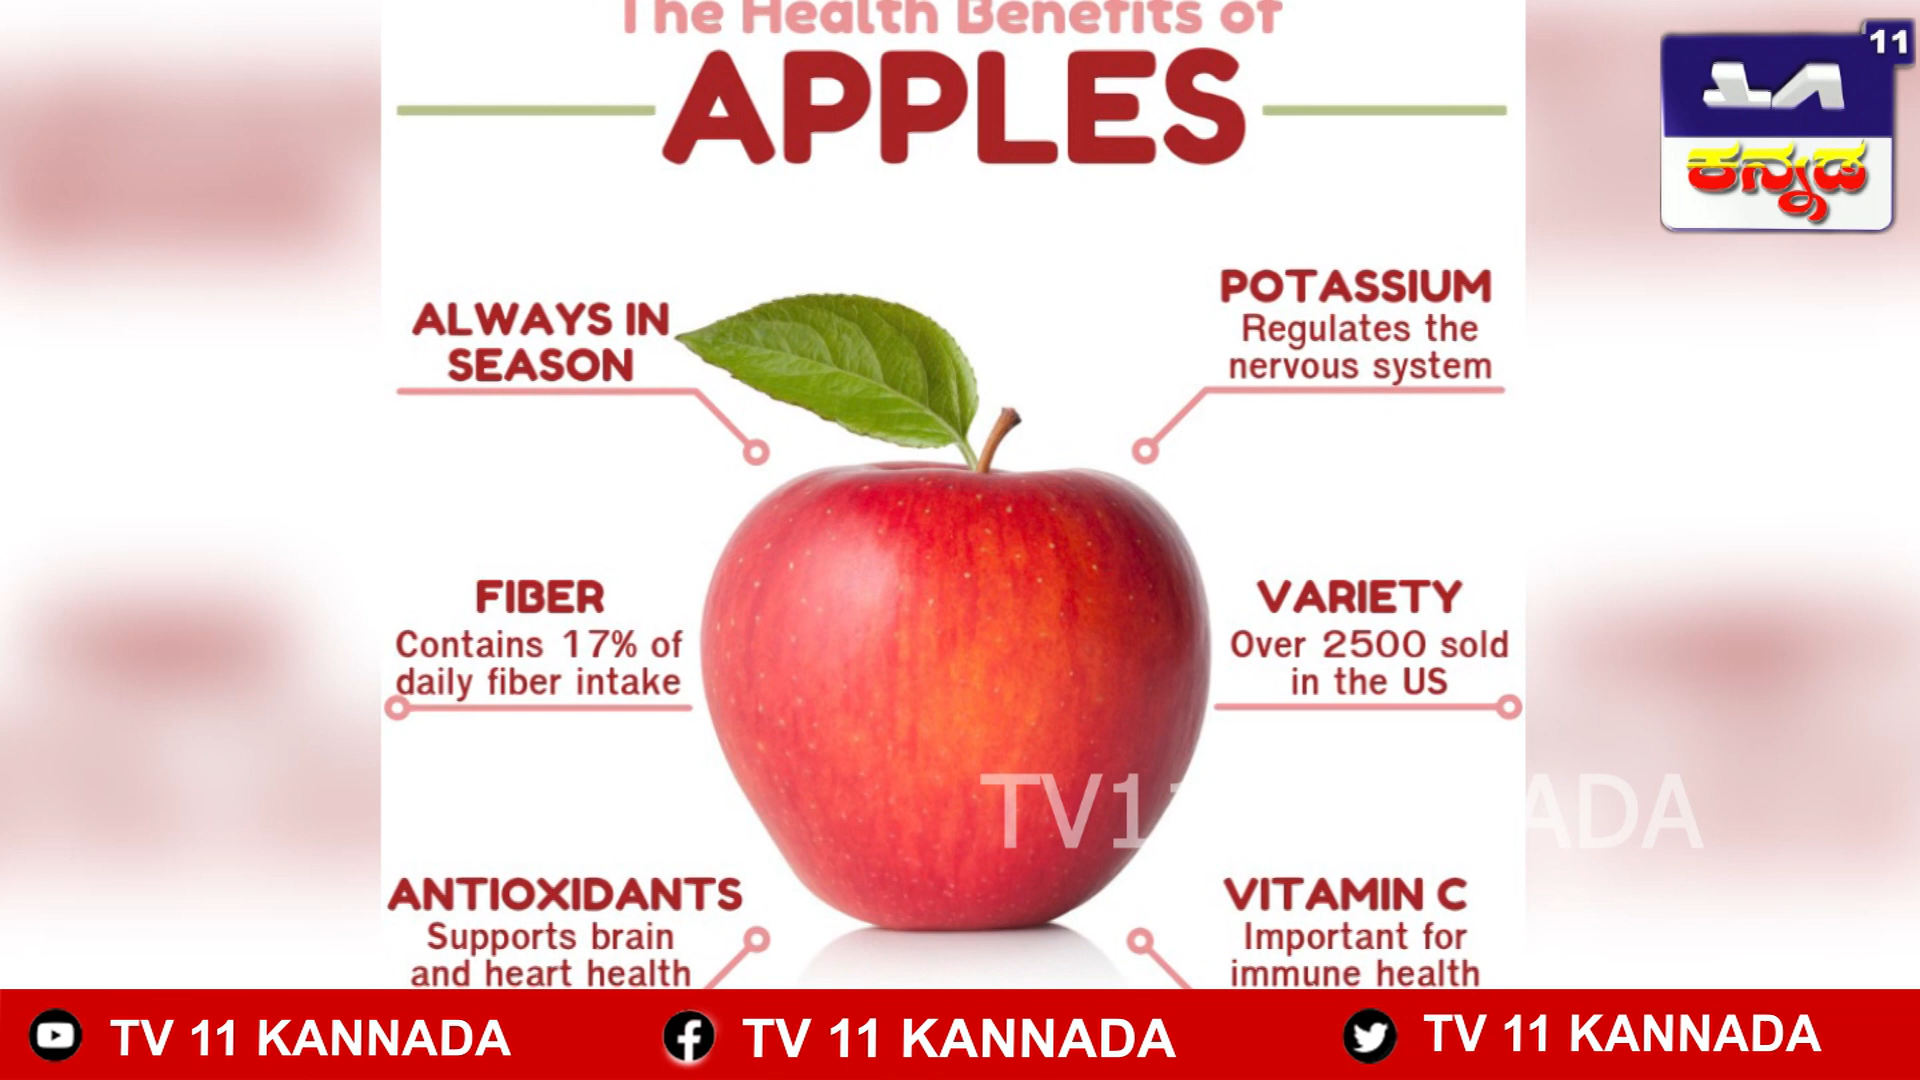 The Health Benefits of
APPLES
11
ಕನ್ನಡ
ALWAYS IN
SEASON
POTASSIUM
Regulates the
nervous system
FIBER
Contains 17% of
daily fiber intake
VARIETY
Over 2500 sold
in the US
TV11
ADA
ANTIOXIDANTS
Supports brain
and heart health
VITAMIN C
Important for
immune health
TV 11 KANNADA
TV 11 KANNADA
TV 11 KANNADA